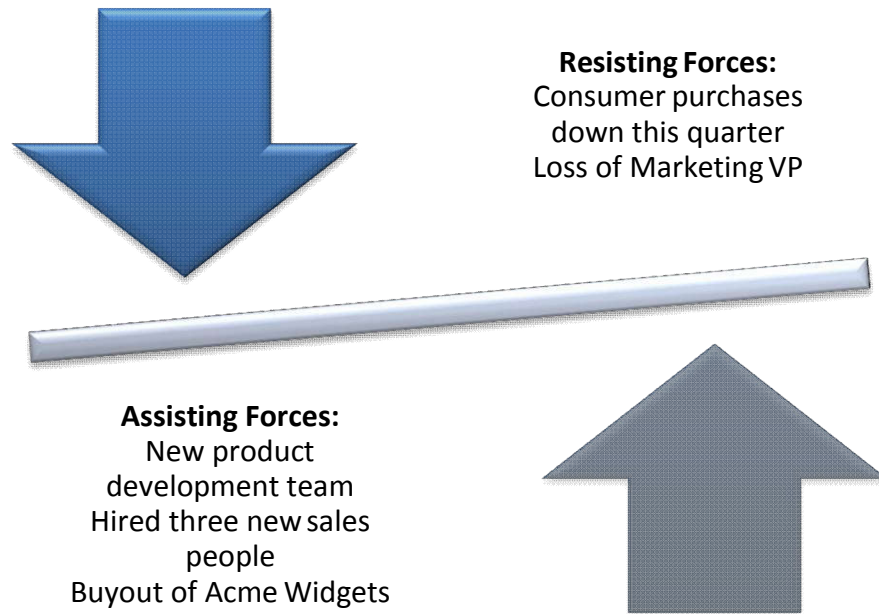 Resisting Forces:
Consumer purchases
down this quarter
Loss of Marketing VP
Assisting Forces:
New product
development team
Hired three new sales
people
Buyout of Acme Widgets